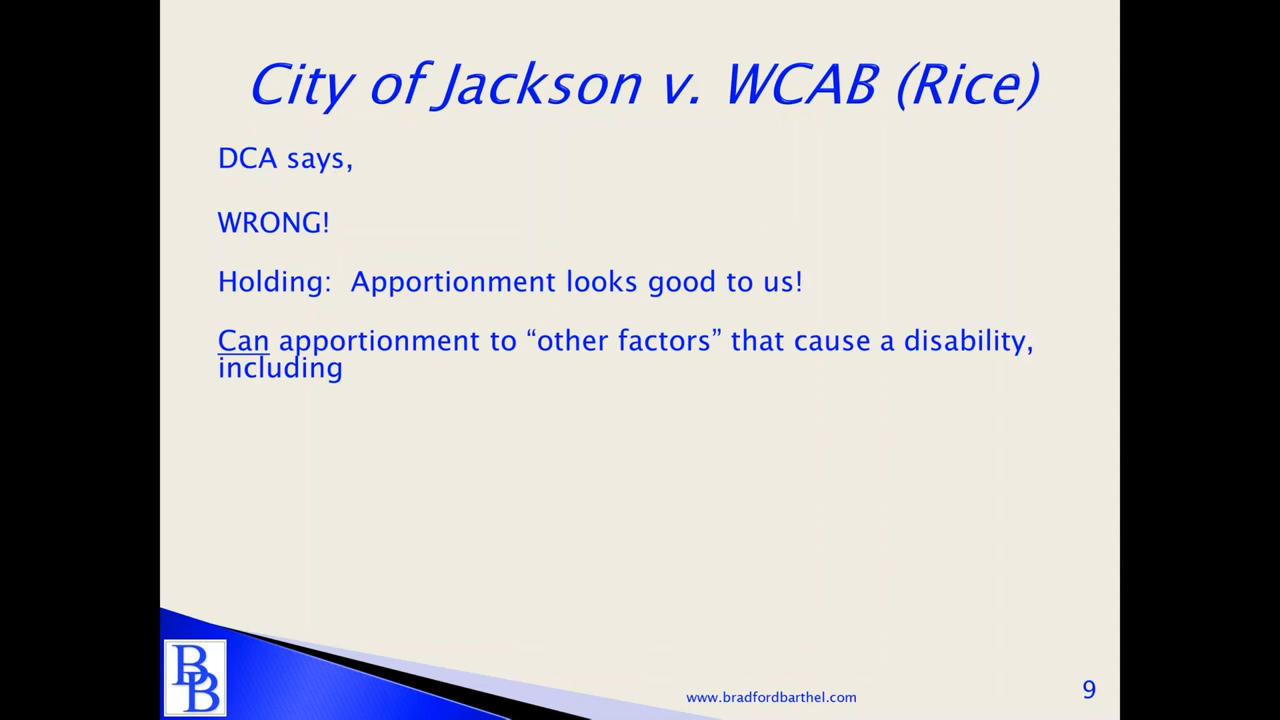 City of Jackson v. WCAB (Rice)
DCA says,
WRONG!
Holding: Apportionment looks good to us!
Can apportionment to “other factors” that cause a disability,
including
BB
www.bradfordbarthel.com
9